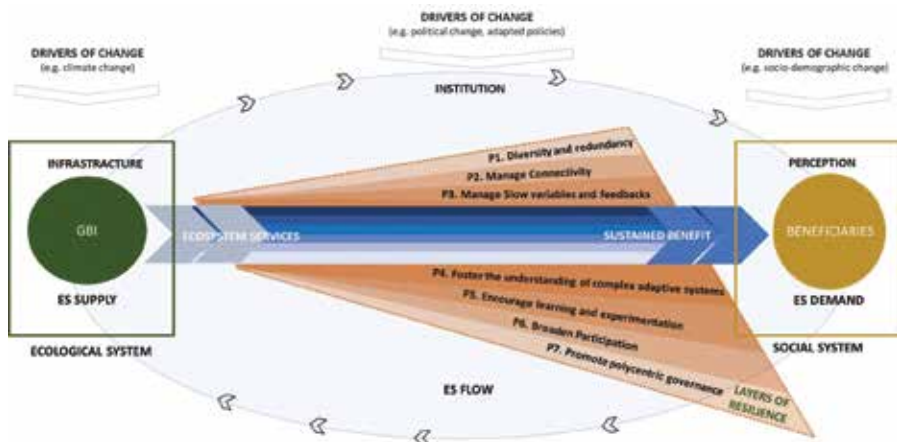 DRIVERS OF CHANGE
(e.g. political change, adapted policies)
DRIVERS OF CHANGE
(e.g. climate change)
DRIVERS OF CHANGE
(e.g. socio-demographic change)
INSTITUTION
INFRASTRACTURE
PERCEPTION
P1. Diversity and redundancy
P2. Manage Connectivity
P3. Manage Slow variables and feedbacks
GBI
ECOSYSTEM SERVICES
SUSTAINED BENEFIT
BENEFICIARIES
P4. Foster the understanding of complex adaptive systems
P5. Encourage learning and experimentation
P6. Broaden Participation
P7. Promote polycentric governance
ES SUPPLY
ES DEMAND
ECOLOGICAL SYSTEM
SOCIAL SYSTEM
ES FLOW
LAYERS OF
RESILIENCE